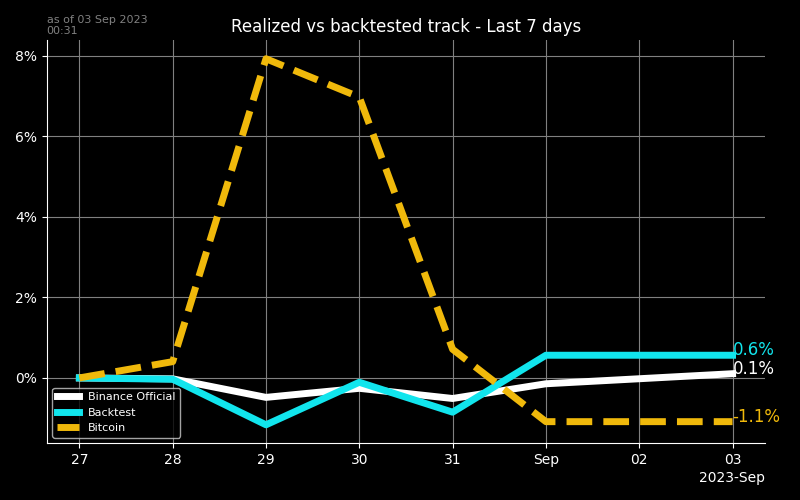 as of 03 Sep 2023
00:31
Realized vs backtested track - Last 7 days
8%
6%
4%
2%
0%
0.6%
0.1%
-1.1%
Binance Official
Backtest
Bitcoin
27 28 29 30 31 Sep 02 03
2023-Sep